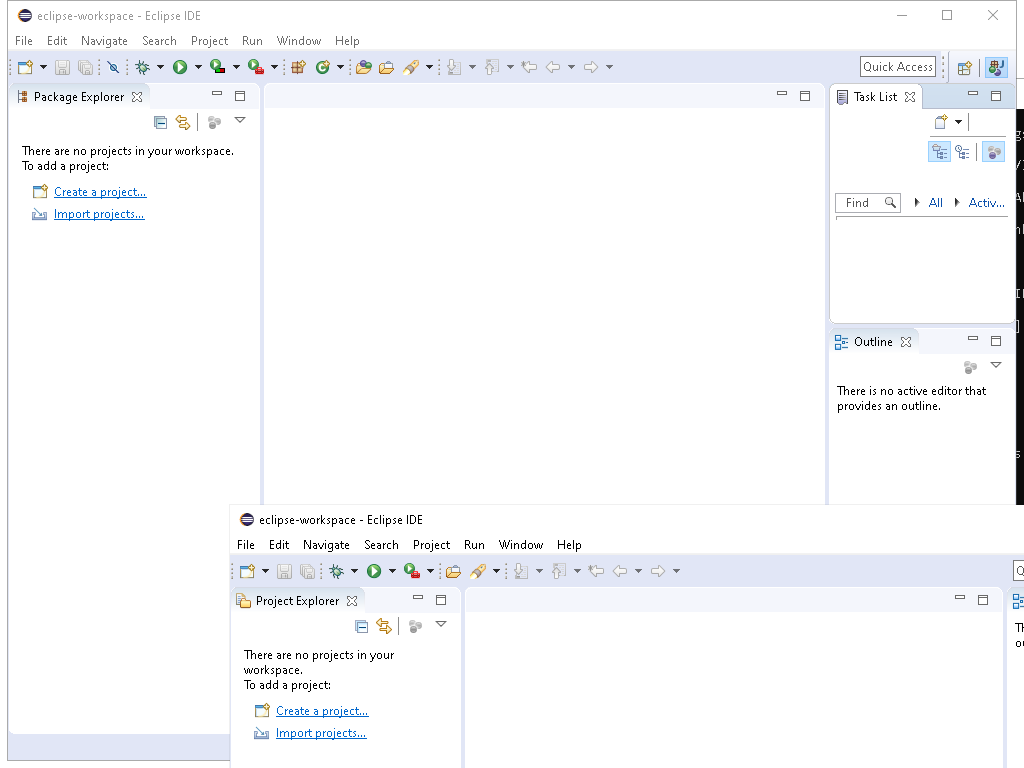 eclipse-workspace - Eclipse IDE
File Edit Navigate Search Project Run Window Help
Quick Access
Package Explorer
There are no projects in your workspace.
To add a project:
Create a project...
Import projects...
Task List
Find All Activ...
Outline
There is no active editor that
provides an outline.
eclipse-workspace - Eclipse IDE
File Edit Navigate Search Project Run Window Help
Project Explorer
There are no projects in your
workspace.
To add a project:
Create a project...
Import projects...